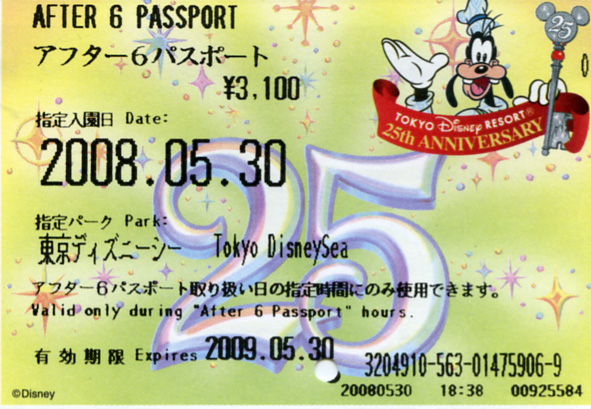 AFTER 6 PASSPORT
アフター6パスポート
¥3,100
25
TOKYO Disney RESORT®
25th ANNIVERSARY
指定入園日 Date:
2008.05.30
指定パーク Park:
東京ディズニーシー Tokyo DisneySea
25
アフター6パスポート取り扱い日の指定時間にのみ使用できます。
Valid only during "After 6 Passport" hours.
有効期限 Expires 2009.05.30
3204910-563-01475906-9
©Disney
20080530 18:38 00925584